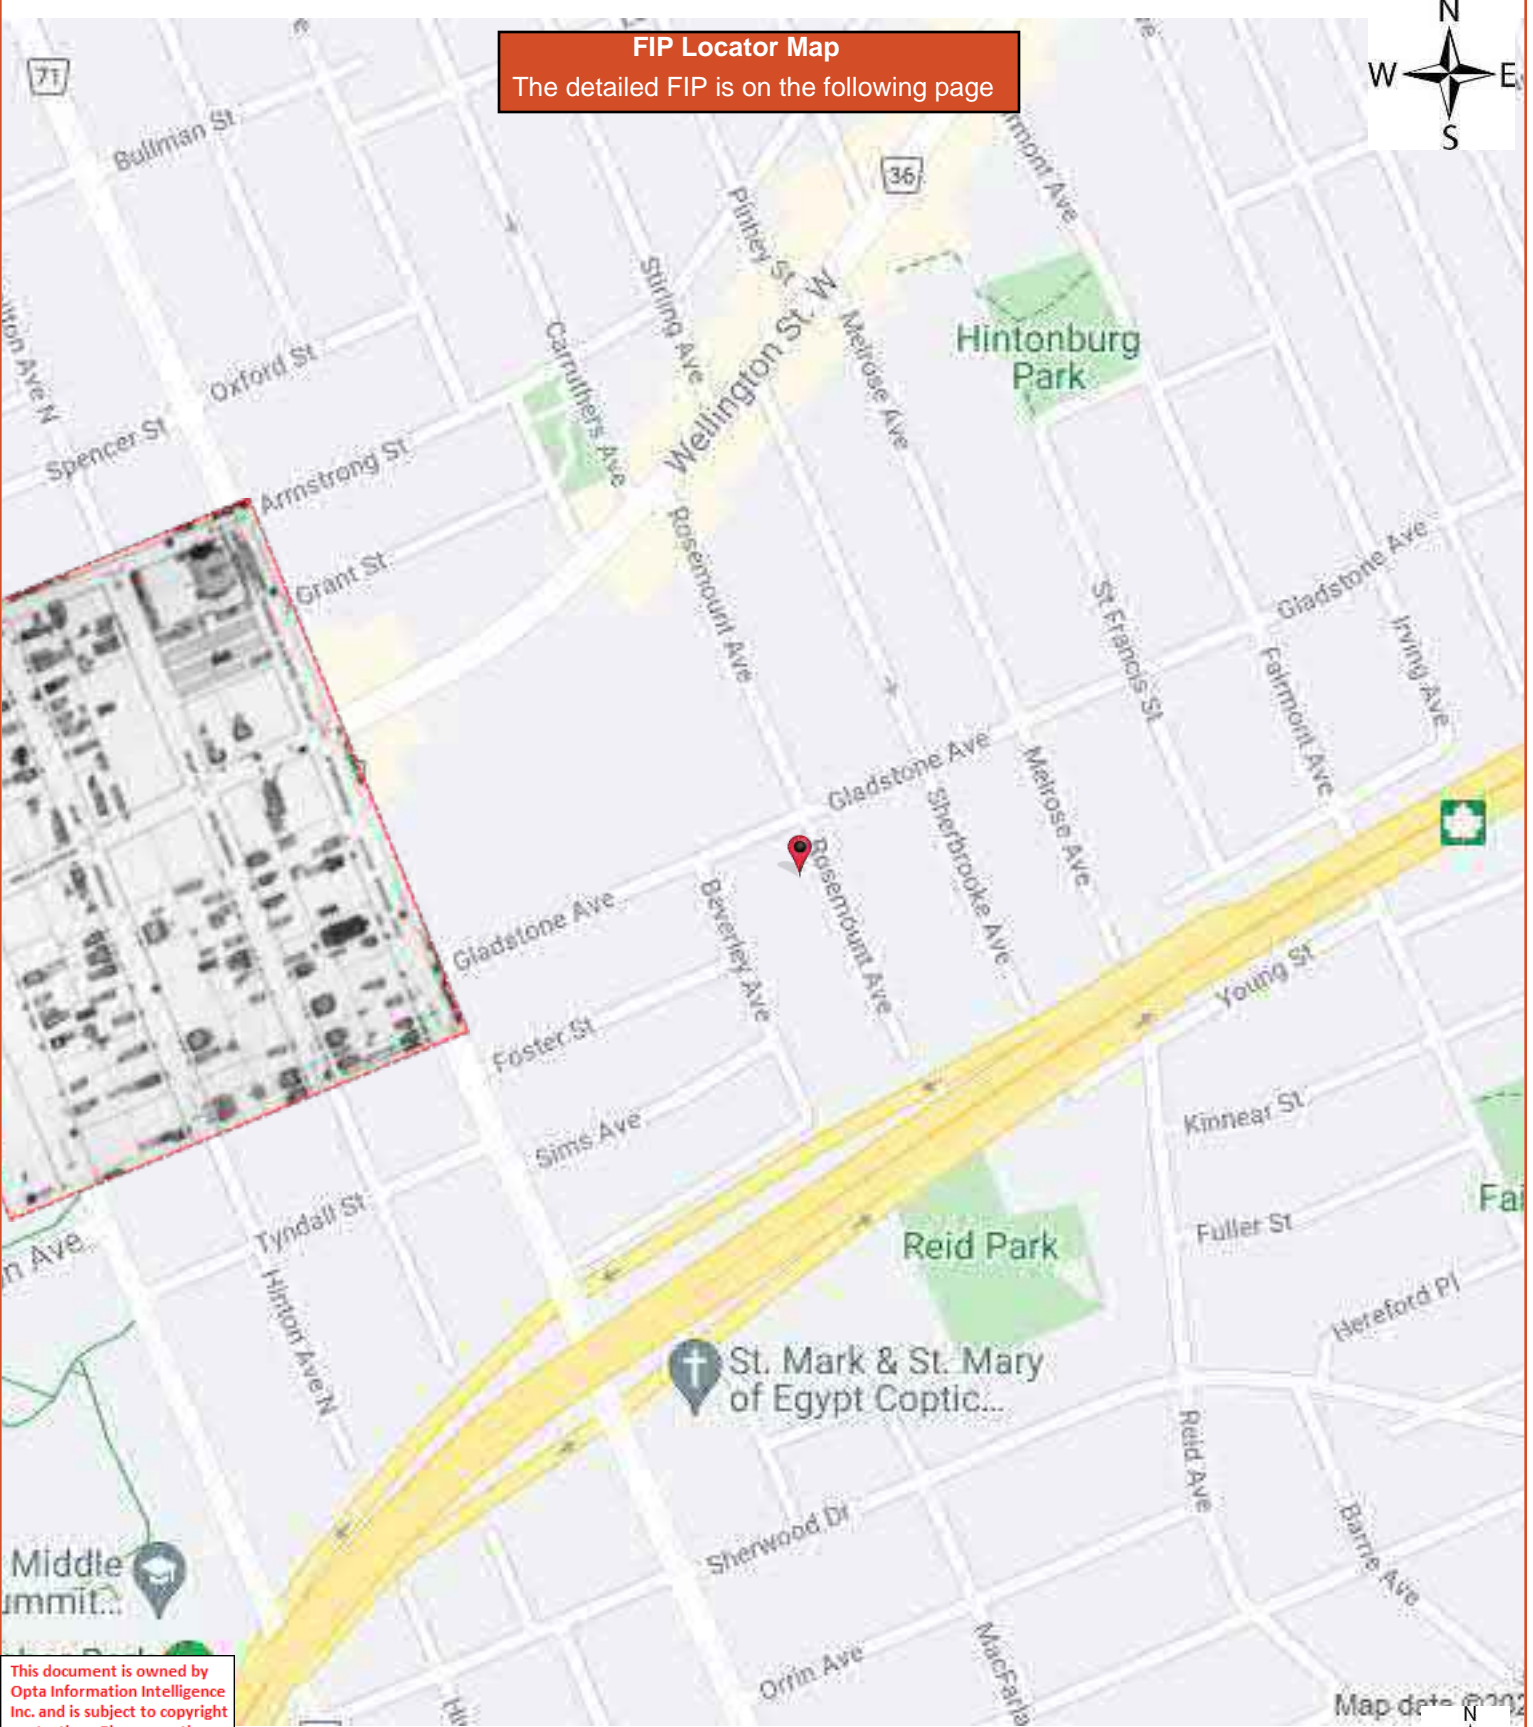 N
FIP Locator Map
The detailed FIP is on the following page
W
E
S
71
36
Bullman St
Pinhey St
Stirling Ave
Carruthers Ave
Wellington St. W
Melrose Ave
Hintonburg
Park
Oxford St
Spencer St
Armstrong St
Grant St
Rosemount Ave
St Francis St
Gladstone Ave
Fairmont Ave
Irving Ave
Gladstone Ave
Melrose Ave
Sherbrooke Ave
Rosemount Ave
Beverley Ave
Gladstone Ave
Foster St
Young St
Sims Ave
Kinnear St
Tyndall St
Fuller St
Reid Park
Hereford Pl
Hinton Ave N
St. Mark & St. Mary
of Egypt Coptic...
Reid Ave
Barrie Ave
Sherwood Dr
Middle
Orrin Ave
This document is owned by
Opta Information Intelligence
Inc. and is subject to copyright
Map data
N